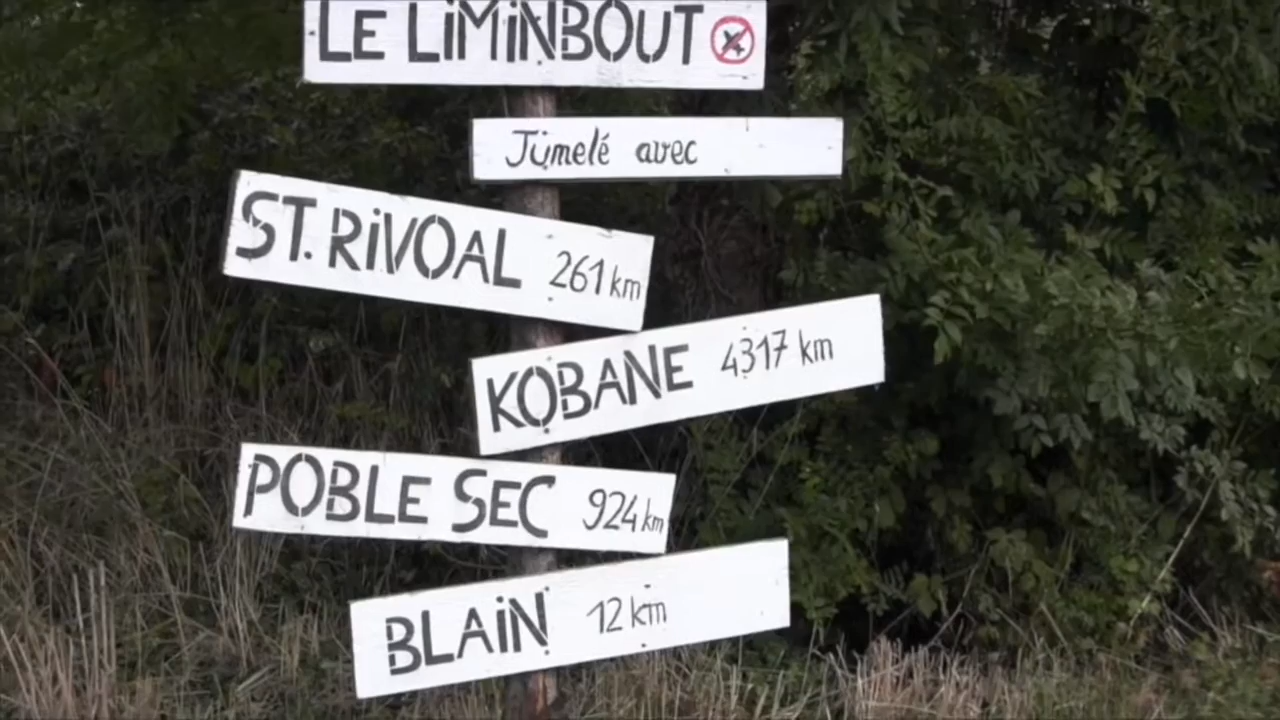 LE LiMiNBOUT
Jumelé avec
ST. RiVOAL 261 km
KOBANE 4317 km
POBLE SEC 924 km
BLAiN 12 km